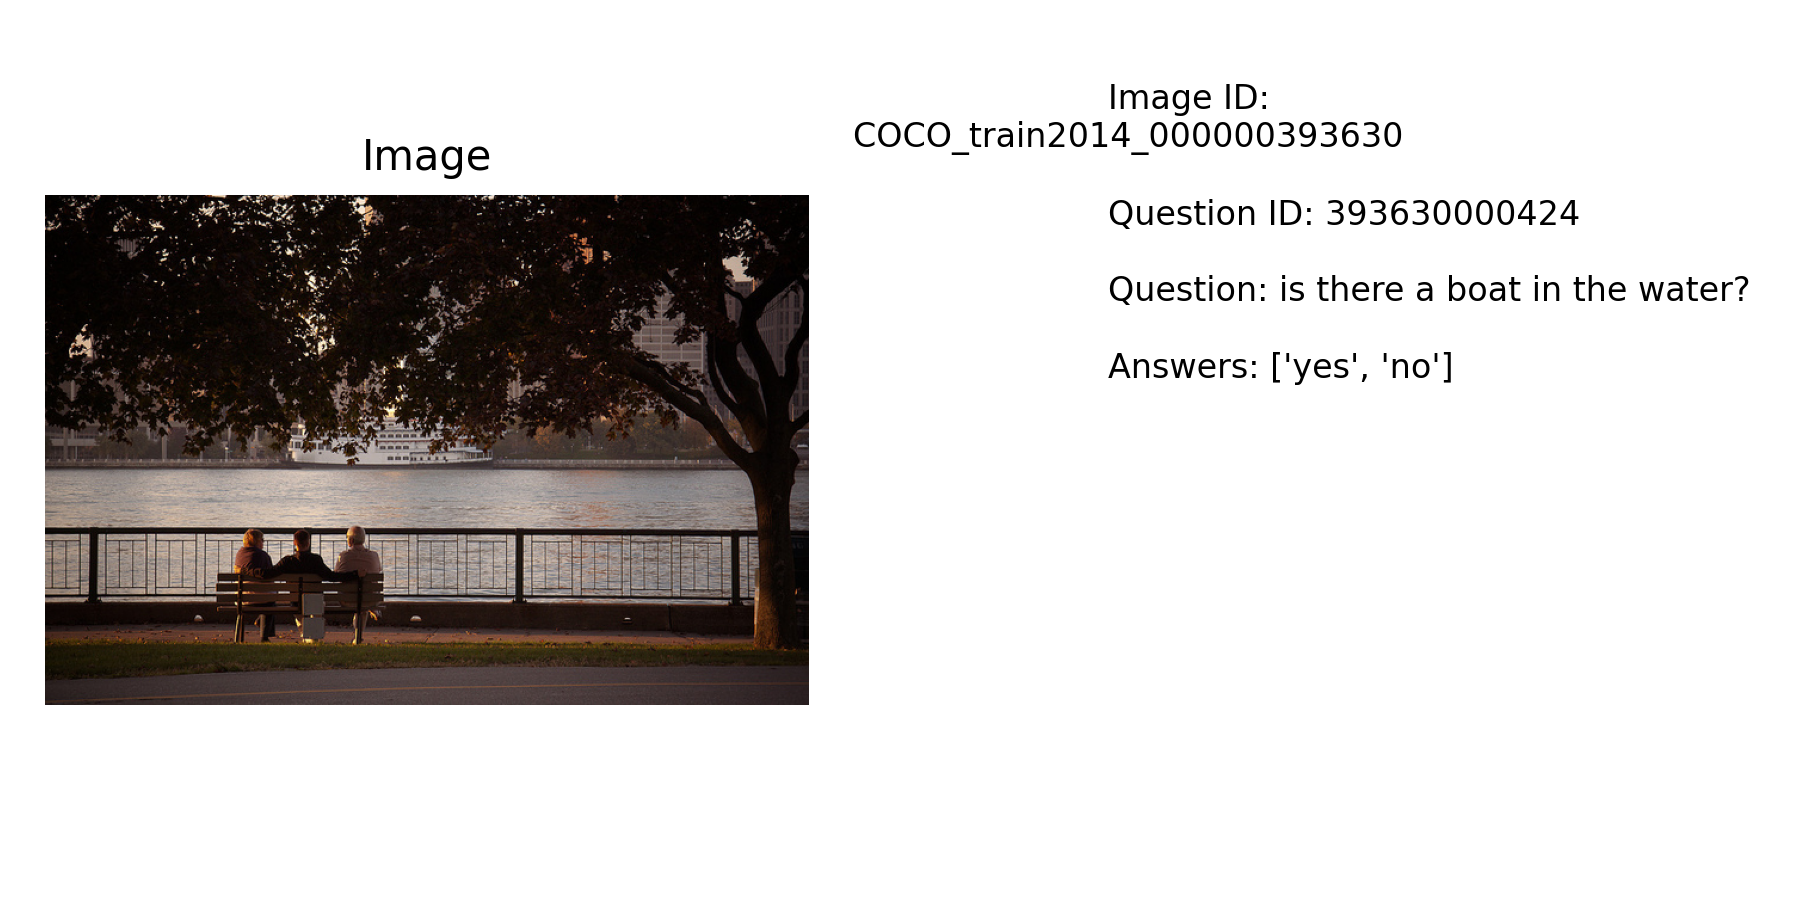 Image
Image ID:
COCO_train2014_000000393630
Question ID: 393630000424
Question: is there a boat in the water?
Answers: ['yes', 'no']